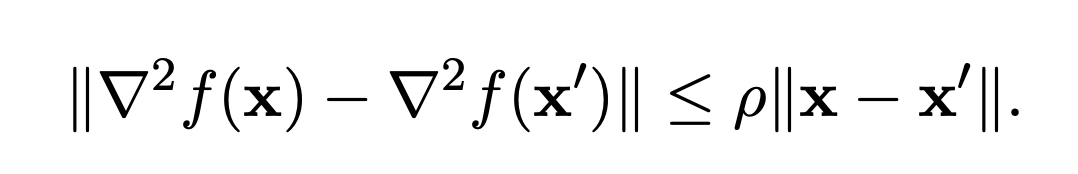 ‖∇²f(𝐱) − ∇²f(𝐱′)‖ ≤ ρ‖𝐱 − 𝐱′‖.